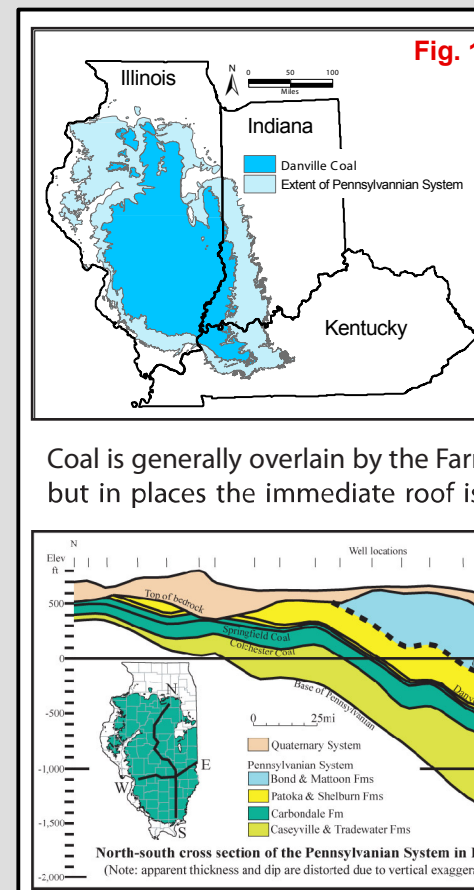 Fig. 1
N
0 50 100
Miles
Illinois
Indiana
Danville Coal
Extent of Pennsylvannian System
Kentucky
Coal is generally overlain by the Farm
but in places the immediate roof is
N
Elev
ft
Well locations
500
0
-500
-1,000
-1,500
-2,000
Top of bedrock
Springfield Coal
Colchester Coal
Base of Pennsylvanian
N
E
W
S
0 25mi
Quaternary System
Pennsylvanian System
Bond & Mattoon Fms
Patoka & Shelburn Fms
Carbondale Fm
Caseyville & Tradewater Fms
North-south cross section of the Pennsylvanian System in
(Note: apparent thickness and dip are distorted due to vertical